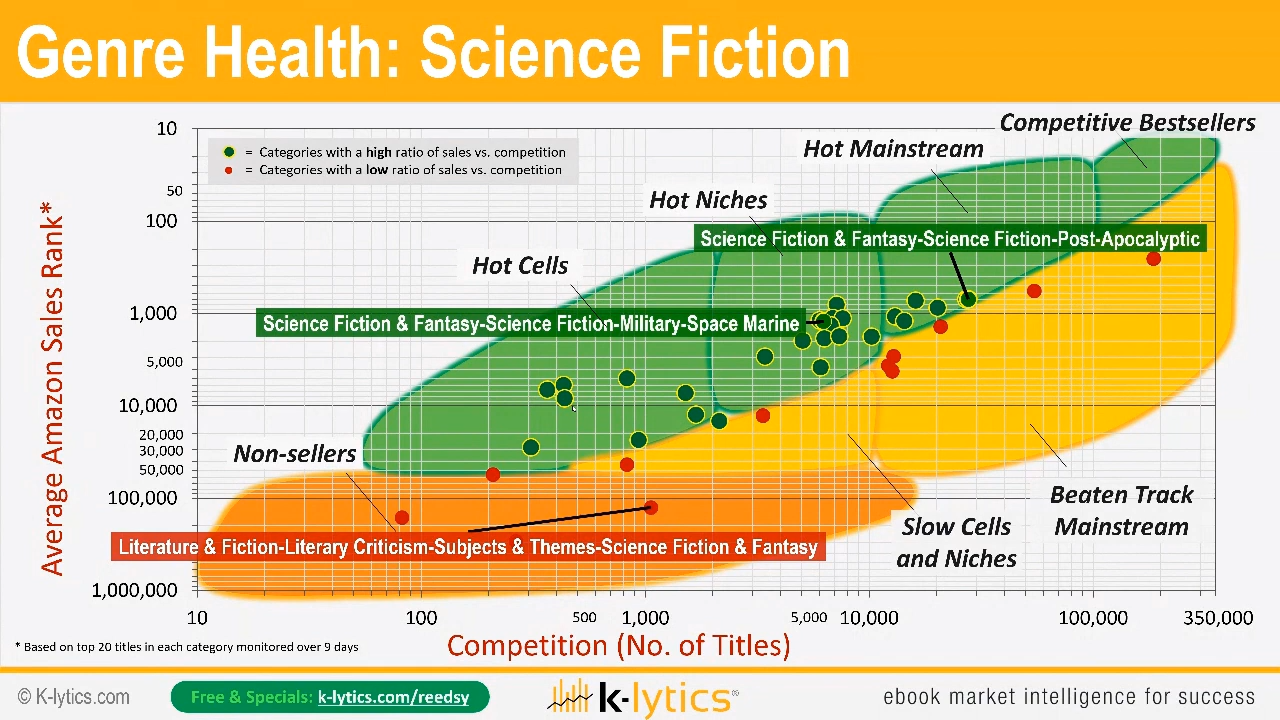 Genre Health: Science Fiction
Competitive Bestsellers
Hot Mainstream
Hot Niches
Hot Cells
= Categories with a high ratio of sales vs. competition
= Categories with a low ratio of sales vs. competition
Science Fiction & Fantasy-Science Fiction-Post-Apocalyptic
Science Fiction & Fantasy-Science Fiction-Military-Space Marine
Non-sellers
Literature & Fiction-Literary Criticism-Subjects & Themes-Science Fiction & Fantasy
Slow Cells
and Niches
Beaten Track
Mainstream
Average Amazon Sales Rank*
10
50
100
1,000
5,000
10,000
20,000
30,000
50,000
100,000
1,000,000
10
100
500
1,000
5,000
10,000
100,000
350,000
Competition (No. of Titles)
* Based on top 20 titles in each category monitored over 9 days
© K-lytics.com
Free & Specials: k-lytics.com/reedsy
k-lytics®
ebook market intelligence for success